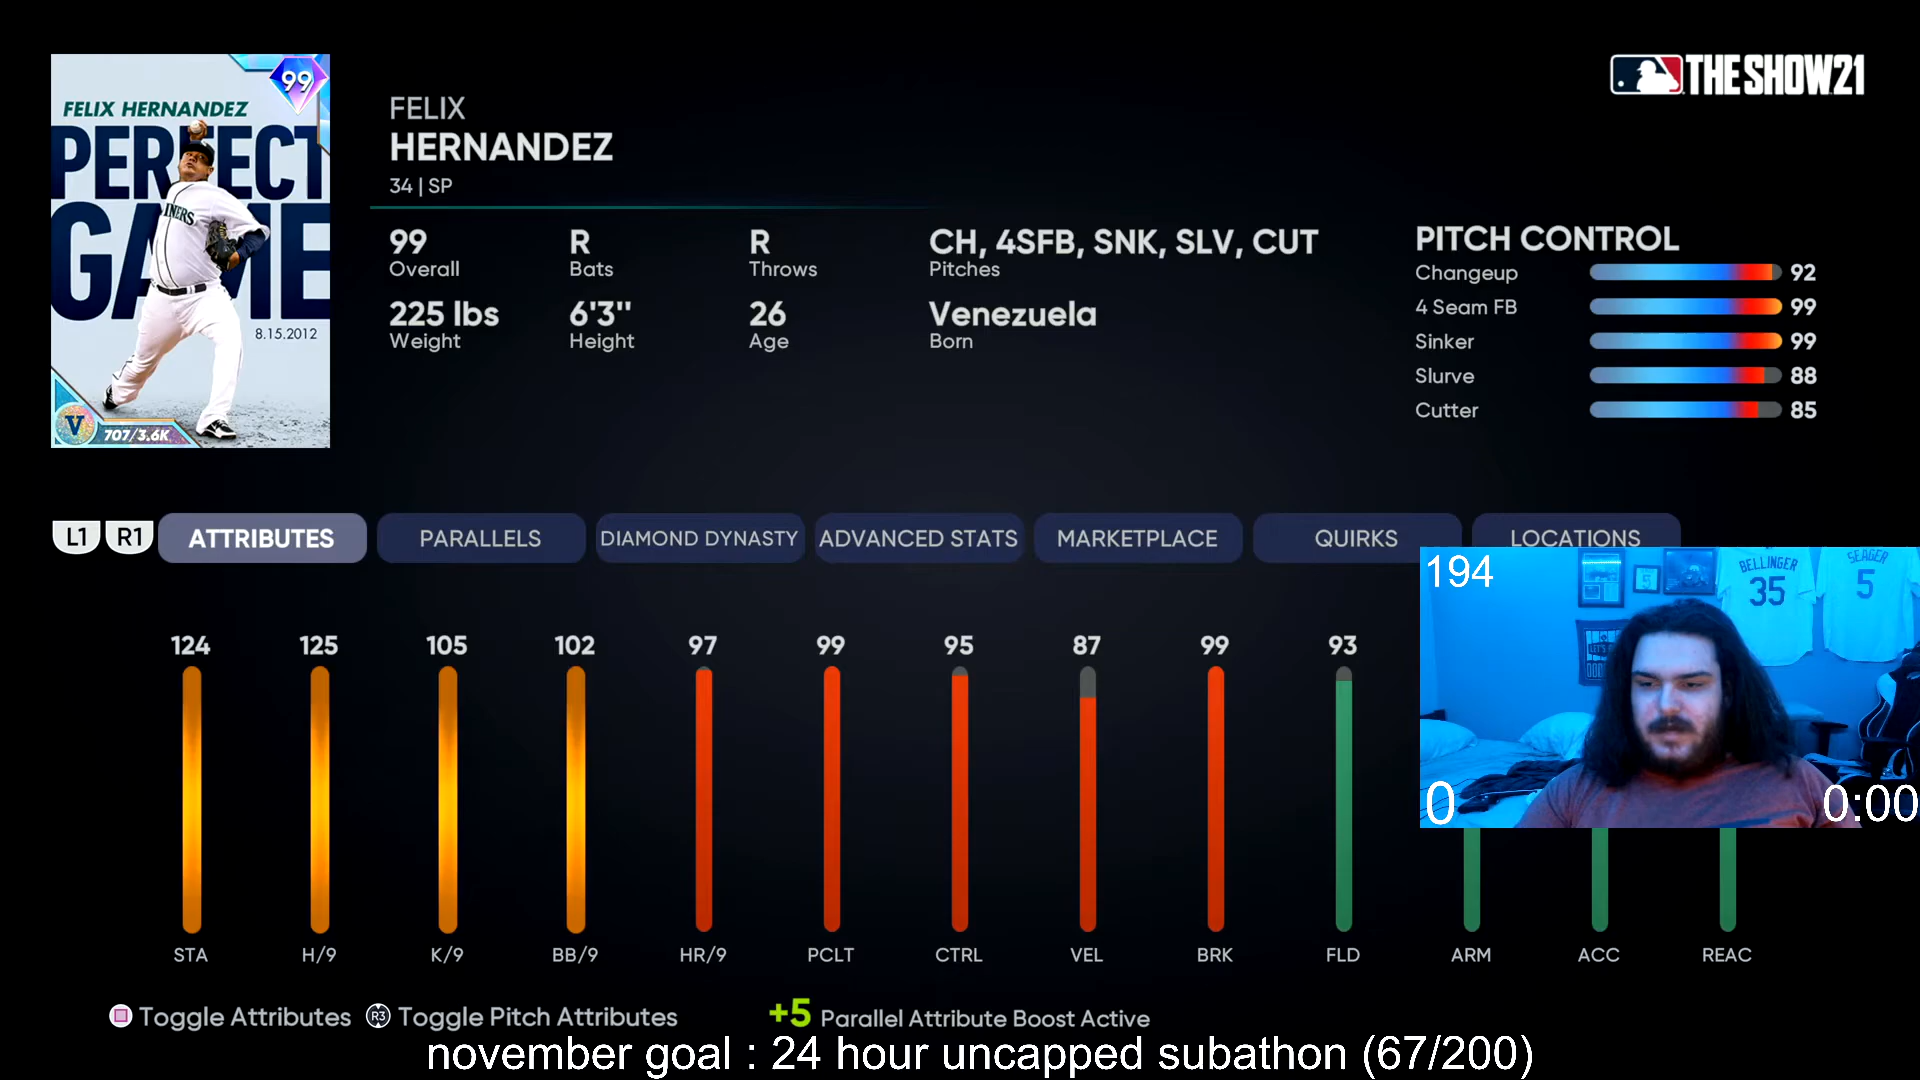 99
FELIX HERNANDEZ
PERFECT
GAME
INERS
8.15.2012
V
707/3.6K
FELIX
HERNANDEZ
34 | SP
99
Overall
R
Bats
R
Throws
CH, 4SFB, SNK, SLV, CUT
Pitches
225 lbs
Weight
6'3"
Height
26
Age
Venezuela
Born
THE SHOW 21
PITCH CONTROL
Changeup 92
4 Seam FB 99
Sinker 99
Slurve 88
Cutter 85
L1 R1 ATTRIBUTES PARALLELS DIAMOND DYNASTY ADVANCED STATS MARKETPLACE QUIRKS LOCATIONS
194
BELLINGER
35
SEAGER
5
0
0:00
124 125 105 102 97 99 95 87 99 93
STA H/9 K/9 BB/9 HR/9 PCLT CTRL VEL BRK FLD ARM ACC REAC
Toggle Attributes R3 Toggle Pitch Attributes +5 Parallel Attribute Boost Active
november goal : 24 hour uncapped subathon (67/200)